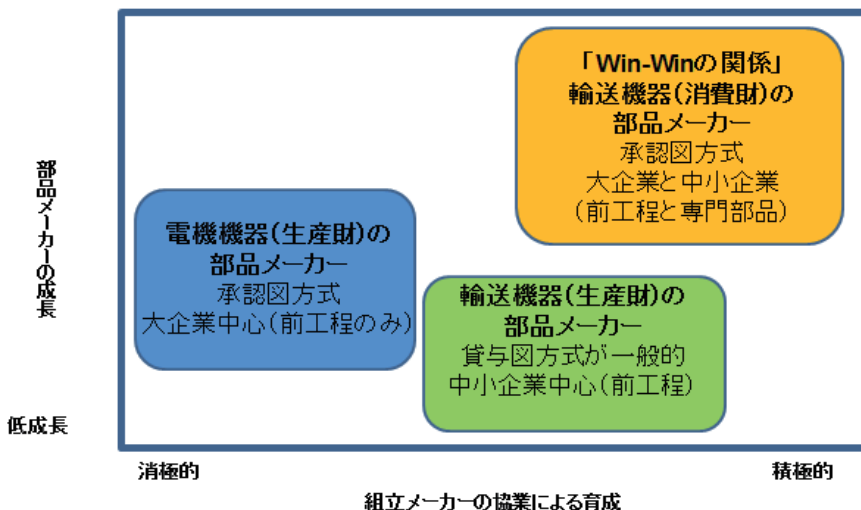 「Win-Winの関係」
輸送機器(消費財)の
部品メーカー
承認図方式
大企業と中小企業
(前工程と専門部品)
電機機器(生産財)の
部品メーカー
承認図方式
大企業中心(前工程のみ)
輸送機器(生産財)の
部品メーカー
貸与図方式が一般的
中小企業中心(前工程)
部品メーカーの成長
低成長
消極的
積極的
組立メーカーの協業による育成